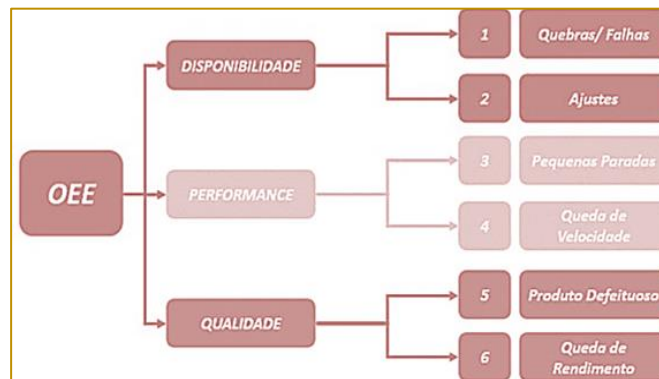 OEE
DISPONIBILIDADE
1
Quebras/ Falhas
2
Ajustes
PERFORMANCE
3
Pequenas Paradas
4
Queda de
Velocidade
QUALIDADE
5
Produto Defeituoso
6
Queda de
Rendimento